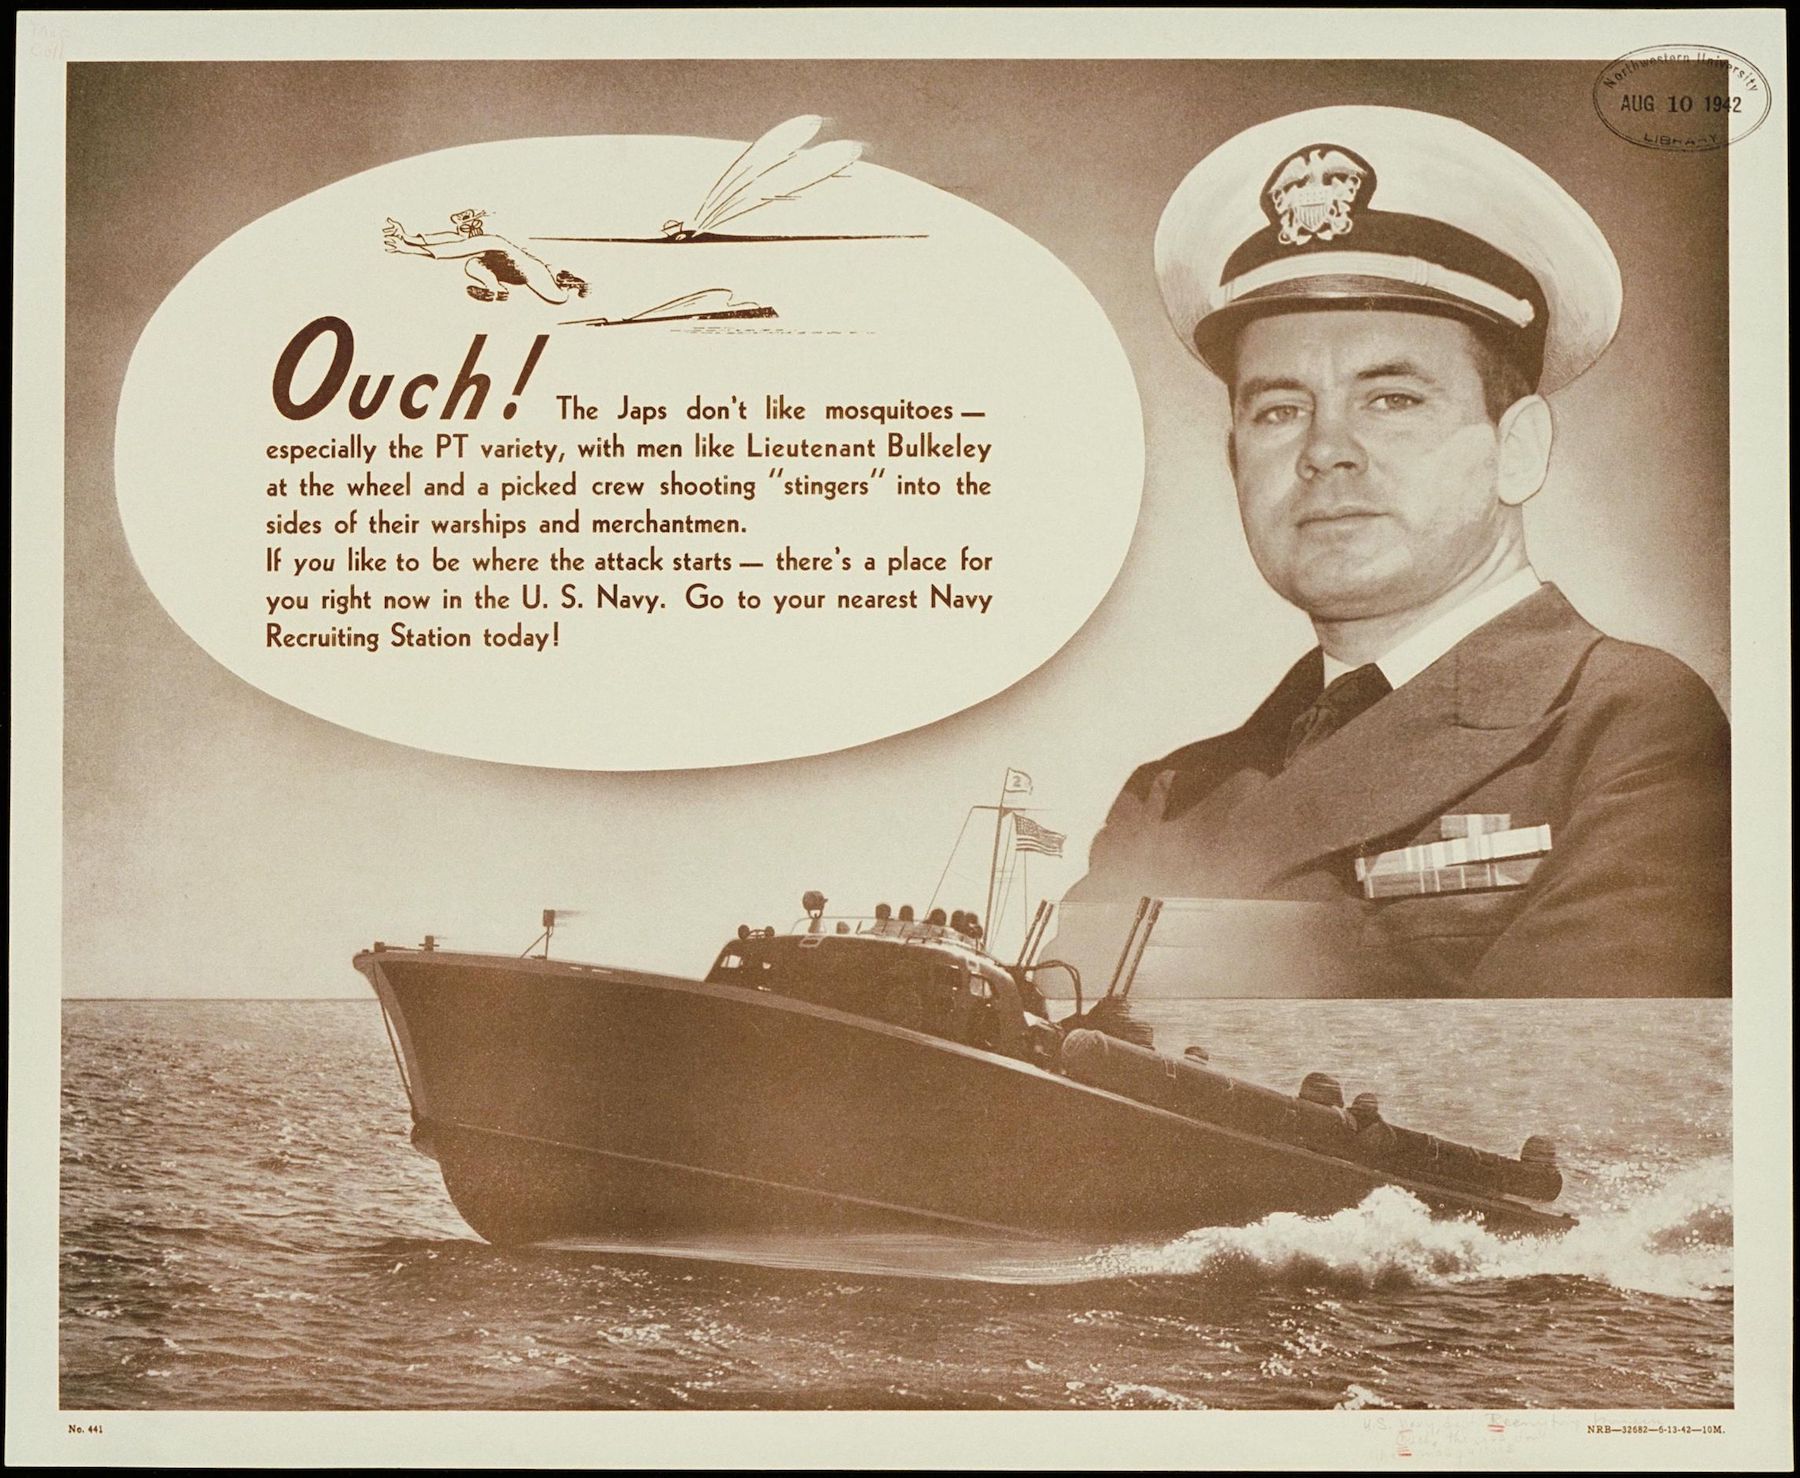 Northwestern University
AUG 10 1942
LIBRARY
Ouch! The Japs don't like mosquitoes —
especially the PT variety, with men like Lieutenant Bulkeley
at the wheel and a picked crew shooting "stingers" into the
sides of their warships and merchantmen.
If you like to be where the attack starts — there's a place for
you right now in the U. S. Navy. Go to your nearest Navy
Recruiting Station today!
2
No. 441
U.S.
NRB—32682—6-13-42—10M.